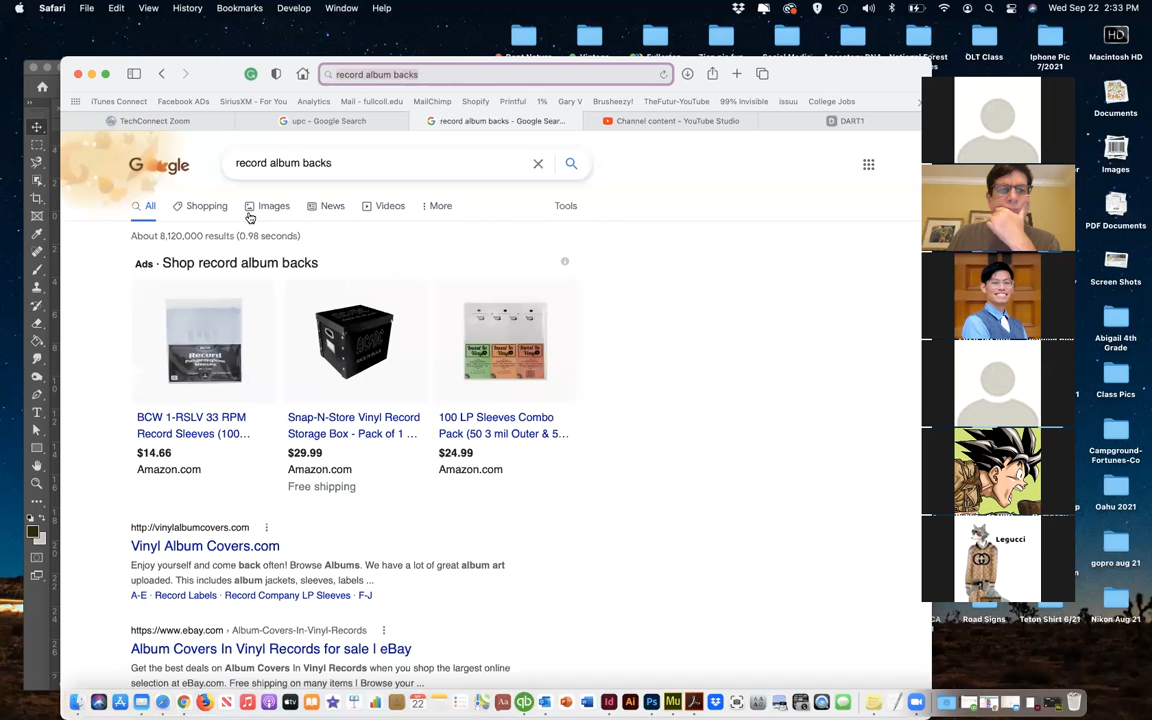 Safari File Edit View History Bookmarks Develop Window Help
Wed Sep 22 2:33 PM
HD
OLT Class
Iphone Pic
7/2021
Macintosh HD
record album backs
iTunes Connect Facebook ADs SiriusXM - For You Analytics Mail - fullcoll.edu MailChimp Shopify Printful 1% Gary V Brusheezy! TheFutur-YouTube 99% Invisible issuu College Jobs
TechConnect Zoom
upc - Google Search
record album backs - Google Sear...
Channel content - YouTube Studio
DART1
Google
record album backs
All Shopping Images News Videos More Tools
About 8,120,000 results (0.98 seconds)
Ads · Shop record album backs
BCW 1-RSLV 33 RPM
Record Sleeves (100...
$14.66
Amazon.com
Snap-N-Store Vinyl Record
Storage Box - Pack of 1 ...
$29.99
Amazon.com
Free shipping
100 LP Sleeves Combo
Pack (50 3 mil Outer & 5...
$24.99
Amazon.com
http://vinylalbumcovers.com
Vinyl Album Covers.com
Enjoy yourself and come back often! Browse Albums. We have a lot of great album art
uploaded. This includes album jackets, sleeves, labels ...
A-E · Record Labels · Record Company LP Sleeves · F-J
https://www.ebay.com › Album-Covers-In-Vinyl-Records
Album Covers In Vinyl Records for sale | eBay
Get the best deals on Album Covers In Vinyl Records when you shop the largest online
selection at eBay.com. Free shipping on many items | Browse your
Legucci
Documents
Images
PDF Documents
Screen Shots
Abigail 4th
Grade
Class Pics
Campground-
Fortunes-Co
Oahu 2021
gopro aug 21
Road Signs
Teton Shirt 6/21
Nikon Aug 21